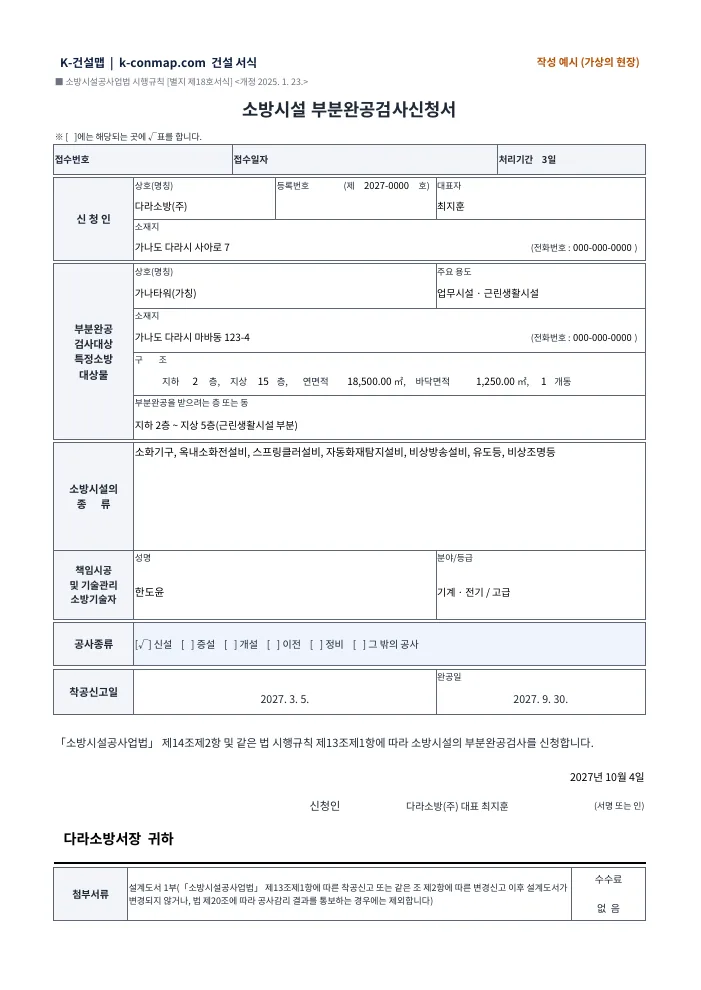 K-건설맵 | k-conmap.com 건설 서식
작성 예시 (가상의 현장)
■ 소방시설공사업법 시행규칙 [별지 제18호서식] <개정 2025. 1. 23.>
소방시설 부분완공검사신청서
※ [ ]에는 해당되는 곳에 √표를 합니다.
접수번호
접수일자
처리기간 3일
신 청 인
상호(명칭)
등록번호 (제 2027-0000 호)
대표자
다라소방(주)
최지훈
소재지
가나도 다라시 사아로 7
(전화번호 : 000-000-0000 )
부분완공
검사대상
특정소방
대상물
상호(명칭)
주요 용도
가나타워(가칭)
업무시설 · 근린생활시설
소재지
가나도 다라시 마바동 123-4
(전화번호 : 000-000-0000 )
구 조
지하 2 층, 지상 15 층, 연면적 18,500.00 ㎡, 바닥면적 1,250.00 ㎡, 1 개동
부분완공을 받으려는 층 또는 동
지하 2층 ~ 지상 5층(근린생활시설 부분)
소방시설의
종 류
소화기구, 옥내소화전설비, 스프링클러설비, 자동화재탐지설비, 비상방송설비, 유도등, 비상조명등
책임시공
및 기술관리
소방기술자
성명
분야/등급
한도윤
기계 · 전기 / 고급
공사종류
[√] 신설 [ ] 증설 [ ] 개설 [ ] 이전 [ ] 정비 [ ] 그 밖의 공사
착공신고일
2027. 3. 5.
완공일
2027. 9. 30.
「소방시설공사업법」 제14조제2항 및 같은 법 시행규칙 제13조제1항에 따라 소방시설의 부분완공검사를 신청합니다.
2027년 10월 4일
신청인
다라소방(주) 대표 최지훈
(서명 또는 인)
다라소방서장 귀하
첨부서류
설계도서 1부(「소방시설공사업법」 제13조제1항에 따른 착공신고 또는 같은 조 제2항에 따른 변경신고 이후 설계도서가
변경되지 않거나, 법 제20조에 따라 공사감리 결과를 통보하는 경우에는 제외합니다)
수수료
없 음